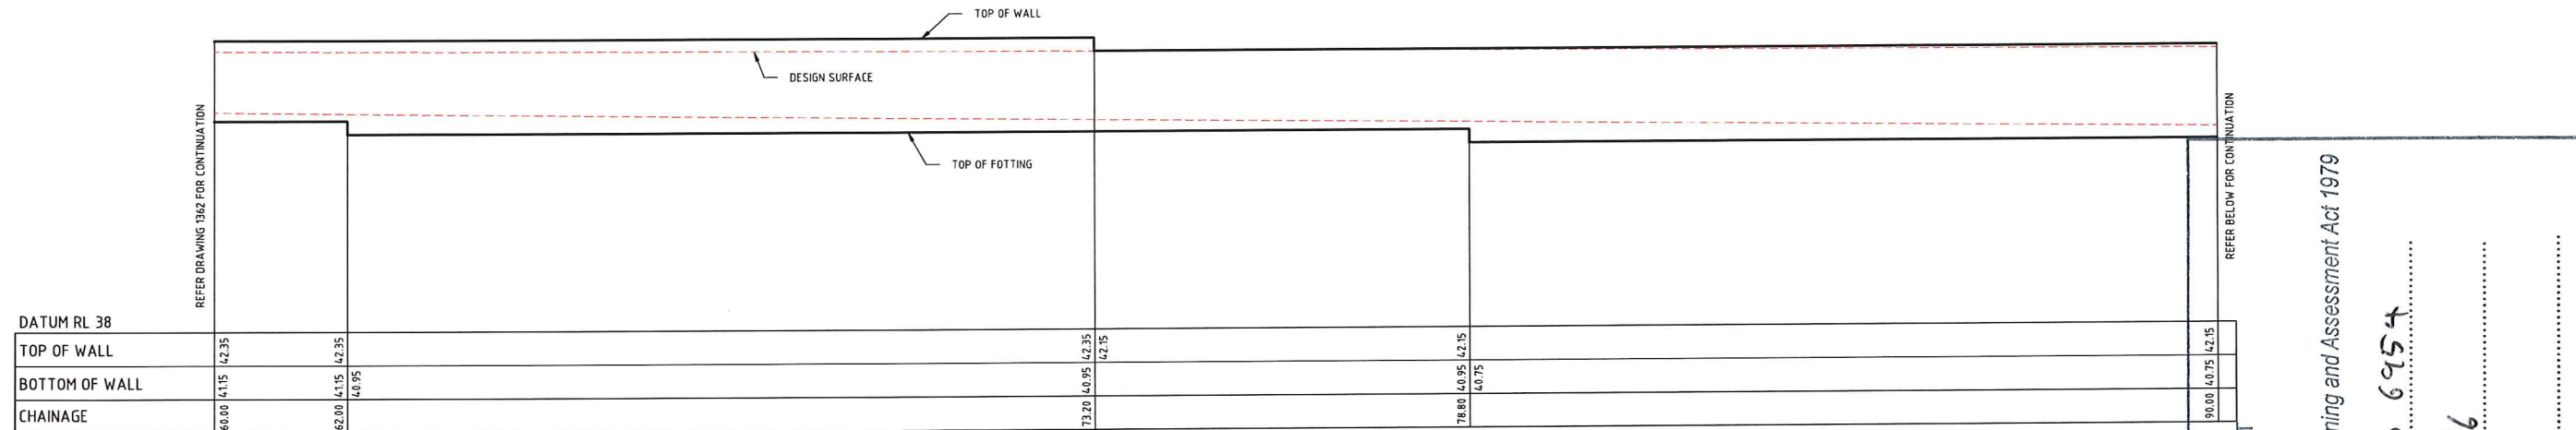 TOP OF WALL
DESIGN SURFACE
REFER DRAWING 1362 FOR CONTINUATION
TOP OF FOTTING
REFER BELOW FOR CONTINUATION
DATUM RL 38
TOP OF WALL 42.35 42.35 42.35 42.15 42.15 42.15
BOTTOM OF WALL 41.15 41.15 40.95 40.95 40.95 40.75 40.75
CHAINAGE 60.00 62.00 73.20 78.80 90.00
and Assessment Act 1979
6954
6